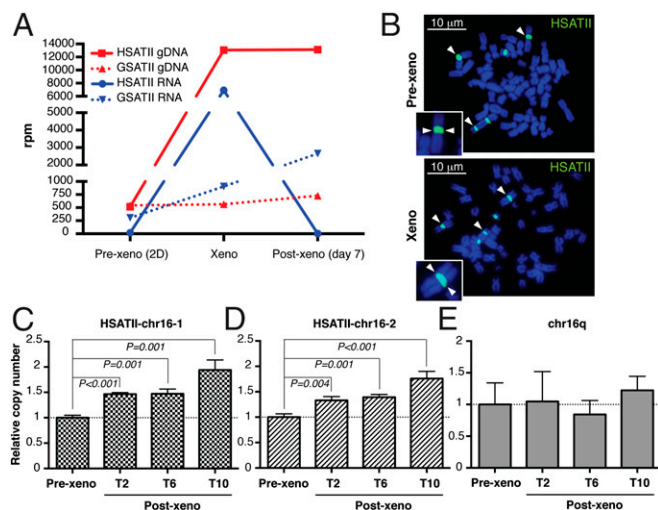 A
14000
12000
10000
8000
6000
3000
2000
1000
1000
750
500
250
0
rpm
HSATII gDNA
GSATII gDNA
HSATII RNA
GSATII RNA
Pre-xeno (2D)
Xeno
Post-xeno (day 7)
B
10 µm
HSATII
Pre-xeno
10 µm
HSATII
Xeno
C
HSATII-chr16-1
2.5
2
1.5
1
0.5
0
Relative copy number
P=0.001
P=0.001
P<0.001
Pre-xeno
T2
T6
T10
Post-xeno
D
HSATII-chr16-2
2.5
2
1.5
1
0.5
0
P<0.001
P=0.001
P=0.004
Pre-xeno
T2
T6
T10
Post-xeno
E
chr16q
2
1.5
1
0.5
0
Pre-xeno
T2
T6
T10
Post-xeno